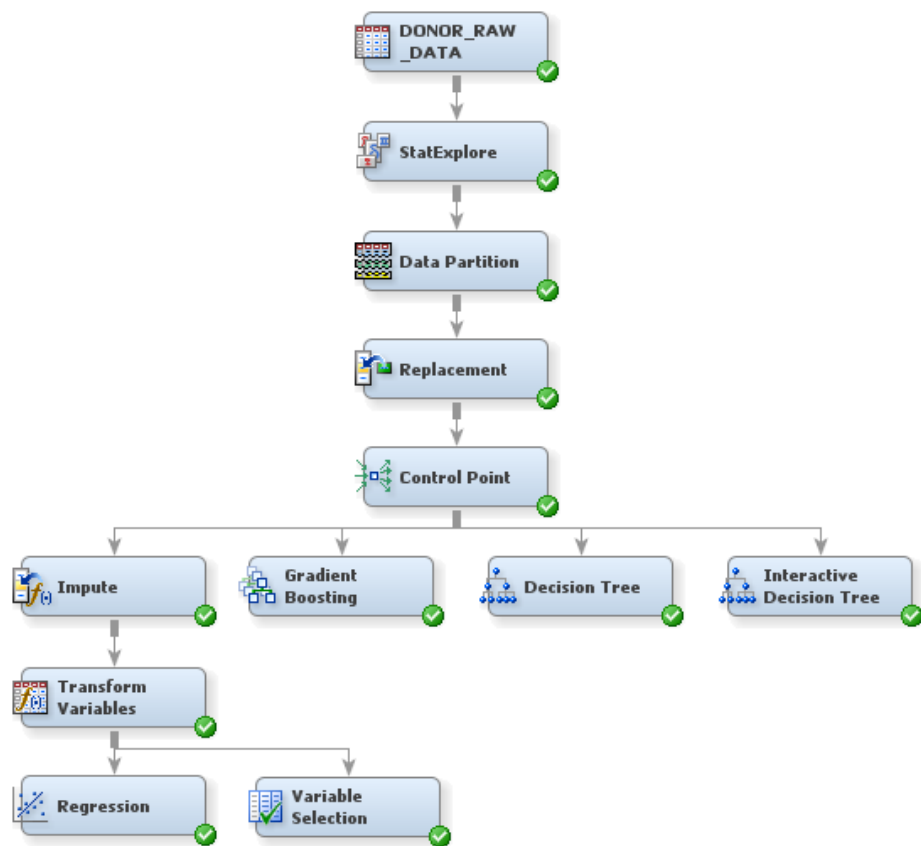 DONOR_RAW
_DATA
StatExplore
Data Partition
Replacement
Control Point
Impute
Gradient
Boosting
Decision Tree
Interactive
Decision Tree
Transform
Variables
Regression
Variable
Selection